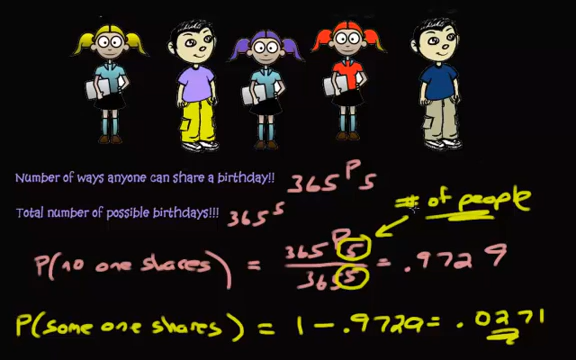 Number of ways anyone can share a birthday!! 365 P 5
Total number of possible birthdays!!! 365^5
# of people
P(no one shares) = 365 P 5 / 365^5 = .9729
P(some one shares) = 1 - .9729 = .0271